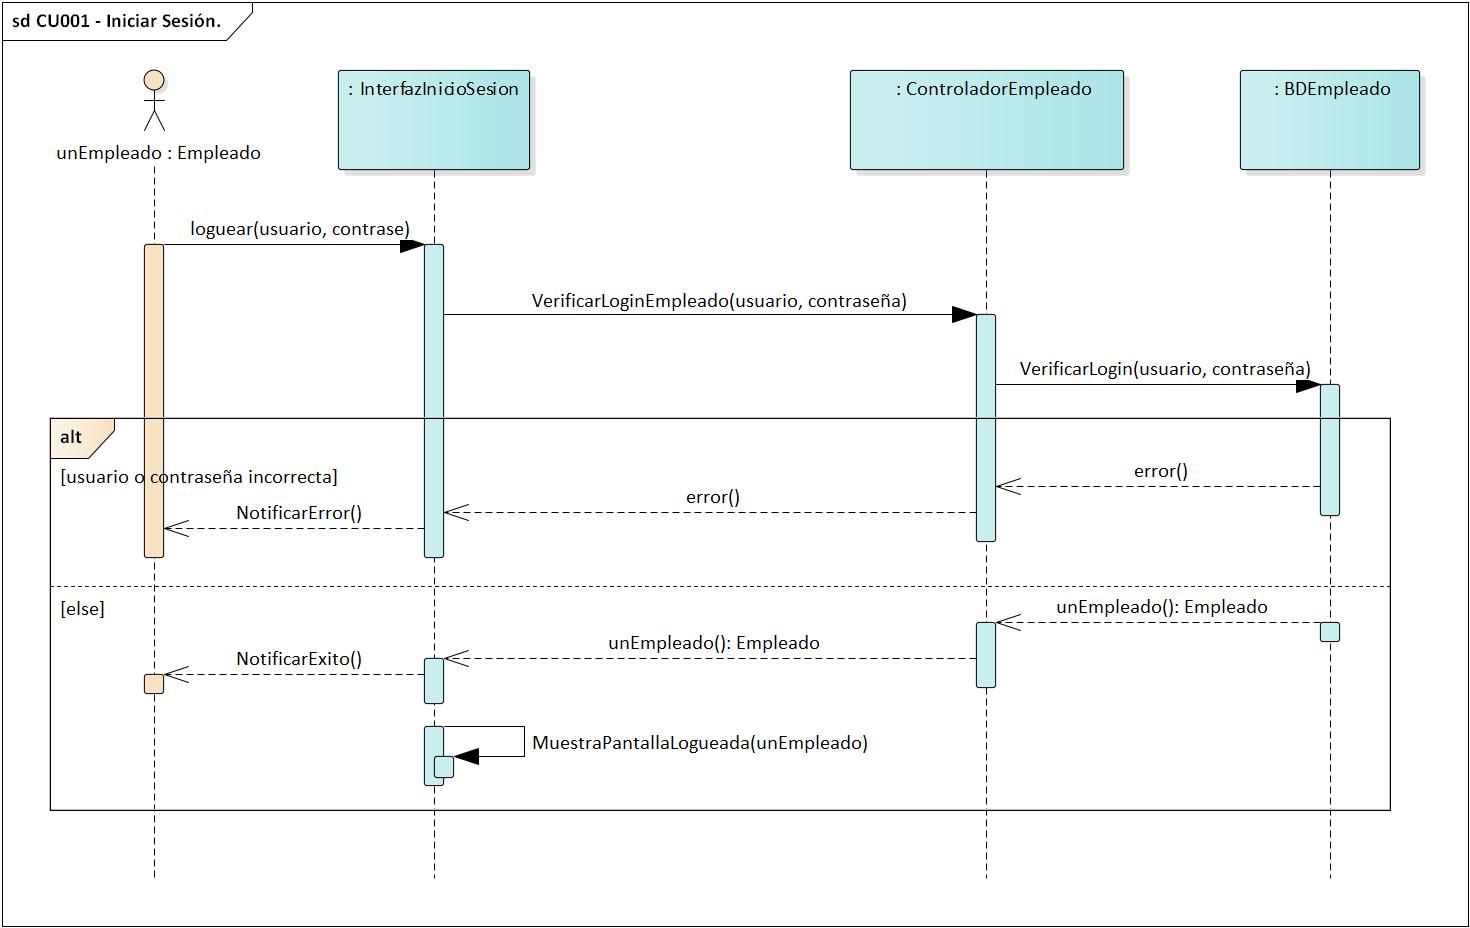 sd CU001 - Iniciar Sesión.
unEmpleado : Empleado
: InterfazInicioSesion
: ControladorEmpleado
: BDEmpleado
loguear(usuario, contrase)
VerificarLoginEmpleado(usuario, contraseña)
VerificarLogin(usuario, contraseña)
alt
[usuario o contraseña incorrecta]
error()
error()
NotificarError()
[else]
unEmpleado(): Empleado
unEmpleado(): Empleado
NotificarExito()
MuestraPantallaLogueada(unEmpleado)